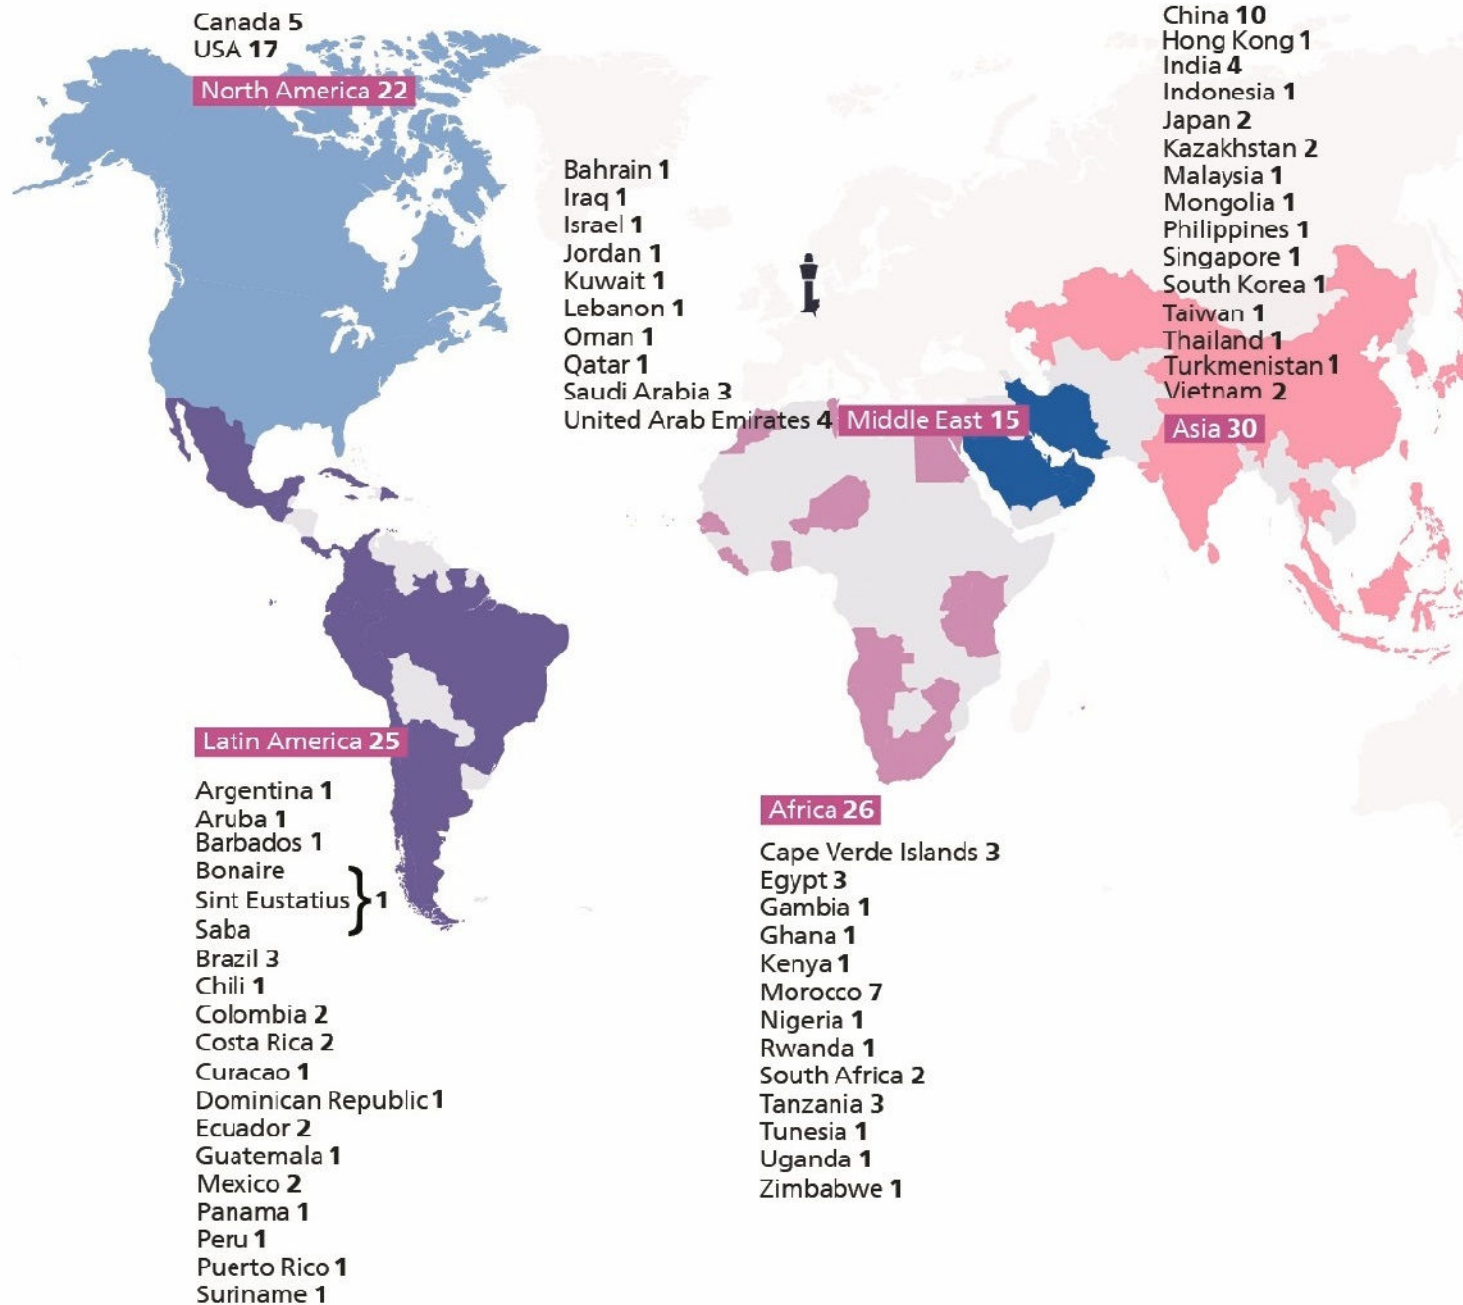 Canada 5
USA 17
North America 22
Bahrain 1
Iraq 1
Israel 1
Jordan 1
Kuwait 1
Lebanon 1
Oman 1
Qatar 1
Saudi Arabia 3
United Arab Emirates 4
Middle East 15
China 10
Hong Kong 1
India 4
Indonesia 1
Japan 2
Kazakhstan 2
Malaysia 1
Mongolia 1
Philippines 1
Singapore 1
South Korea 1
Taiwan 1
Thailand 1
Turkmenistan 1
Vietnam 2
Asia 30
Latin America 25
Argentina 1
Aruba 1
Barbados 1
Bonaire
Sint Eustatius } 1
Saba
Brazil 3
Chili 1
Colombia 2
Costa Rica 2
Curacao 1
Dominican Republic 1
Ecuador 2
Guatemala 1
Mexico 2
Panama 1
Peru 1
Puerto Rico 1
Suriname 1
Africa 26
Cape Verde Islands 3
Egypt 3
Gambia 1
Ghana 1
Kenya 1
Morocco 7
Nigeria 1
Rwanda 1
South Africa 2
Tanzania 3
Tunesia 1
Uganda 1
Zimbabwe 1